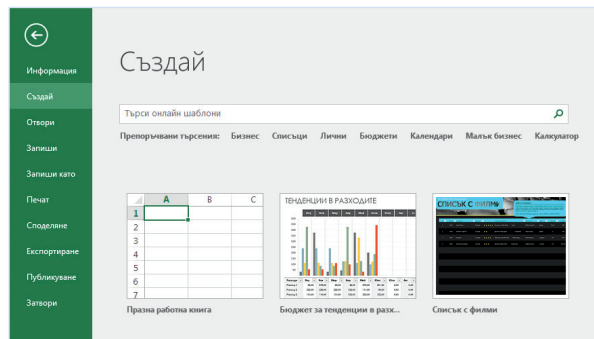 Създай
Информация
Създай
Отвори
Запиши
Запиши като
Печат
Споделяне
Експортиране
Публикуване
Затвори
Търси онлайн шаблони
Препоръчвани търсения: Бизнес Списъци Лични Бюджети Календари Малък бизнес Калкулатор
A B C
1
2
3
4
5
6
7
Празна работна книга
ТЕНДЕНЦИИ В РАЗХОДИТЕ
Бюджет за тенденции в разх...
СПИСЪК С ФИЛМИ
Списък с филми